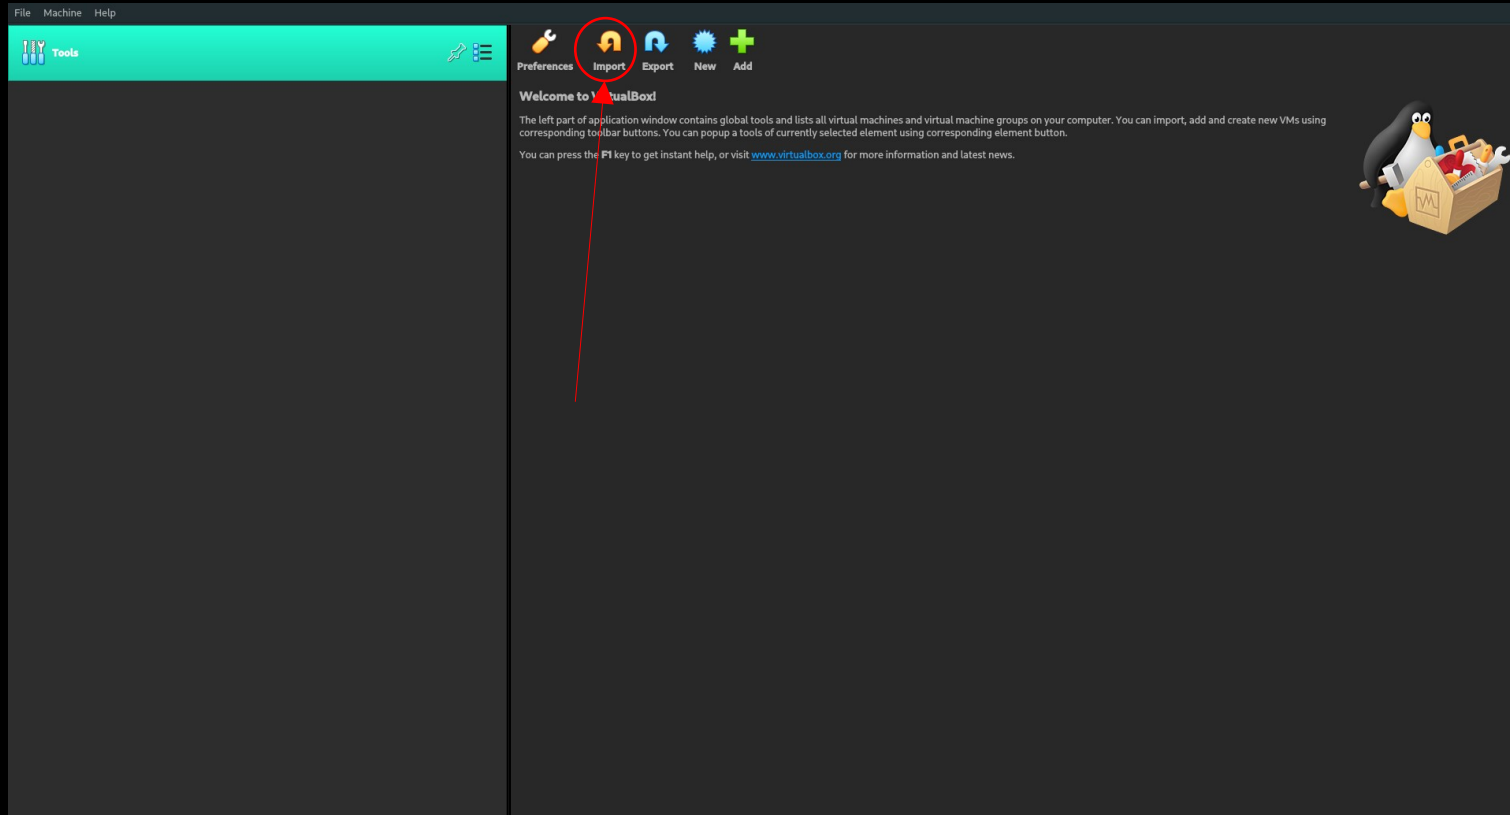 File Machine Help
Tools
Preferences Import Export New Add
Welcome to VirtualBox!
The left part of application window contains global tools and lists all virtual machines and virtual machine groups on your computer. You can import, add and create new VMs using
corresponding toolbar buttons. You can popup a tools of currently selected element using corresponding element button.
You can press the F1 key to get instant help, or visit www.virtualbox.org for more information and latest news.